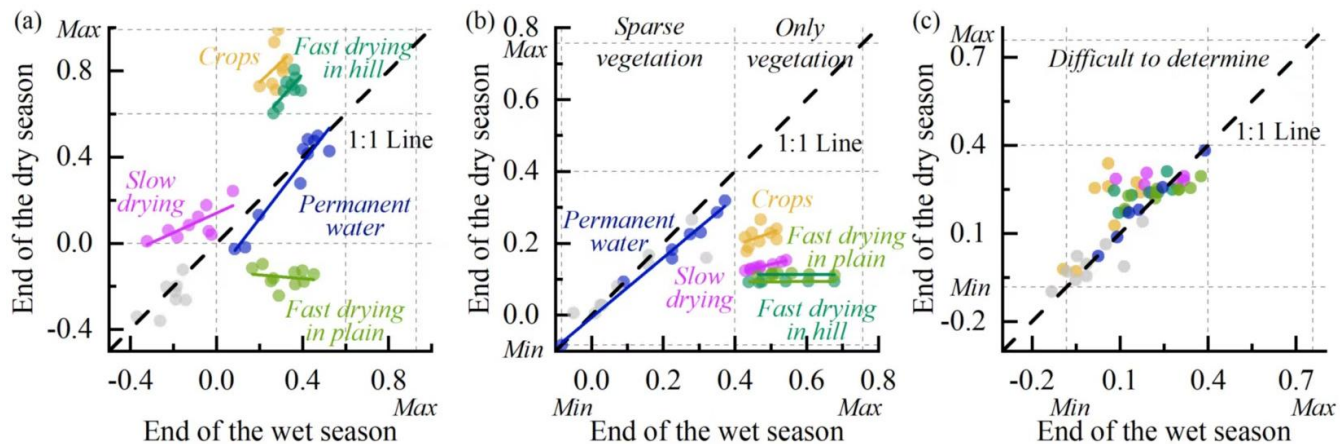 (a)
Max
0.8
0.4
0.0
-0.4
End of the dry season
Crops
Fast drying
in hill
1:1 Line
Slow
drying
Permanent
water
Fast drying
in plain
-0.4
0.0
0.4
0.8
Max
End of the wet season
(b)
0.8
Max
0.6
0.4
0.2
0.0
Min
End of the dry season
Sparse
vegetation
Only
vegetation
1:1 Line
Permanent
water
Crops
Fast drying
in plain
Slow
drying
Fast drying
in hill
0.0
0.2
0.4
0.6
0.8
Min
Max
End of the wet season
(c)
Max
0.7
0.4
0.1
Min
-0.2
End of the dry season
Difficult to determine
1:1 Line
-0.2
0.1
0.4
0.7
Min
Max
End of the wet season